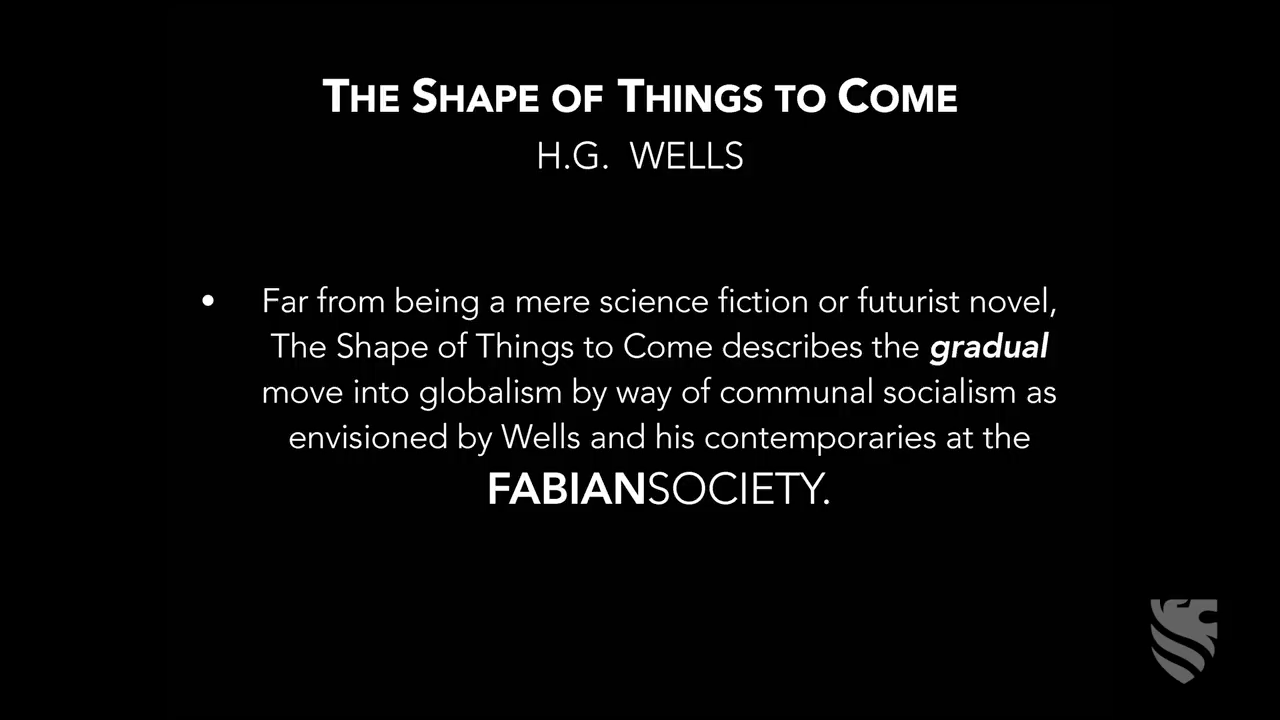 THE SHAPE OF THINGS TO COME
H.G. WELLS
• Far from being a mere science fiction or futurist novel,
The Shape of Things to Come describes the gradual
move into globalism by way of communal socialism as
envisioned by Wells and his contemporaries at the
FABIANSOCIETY.